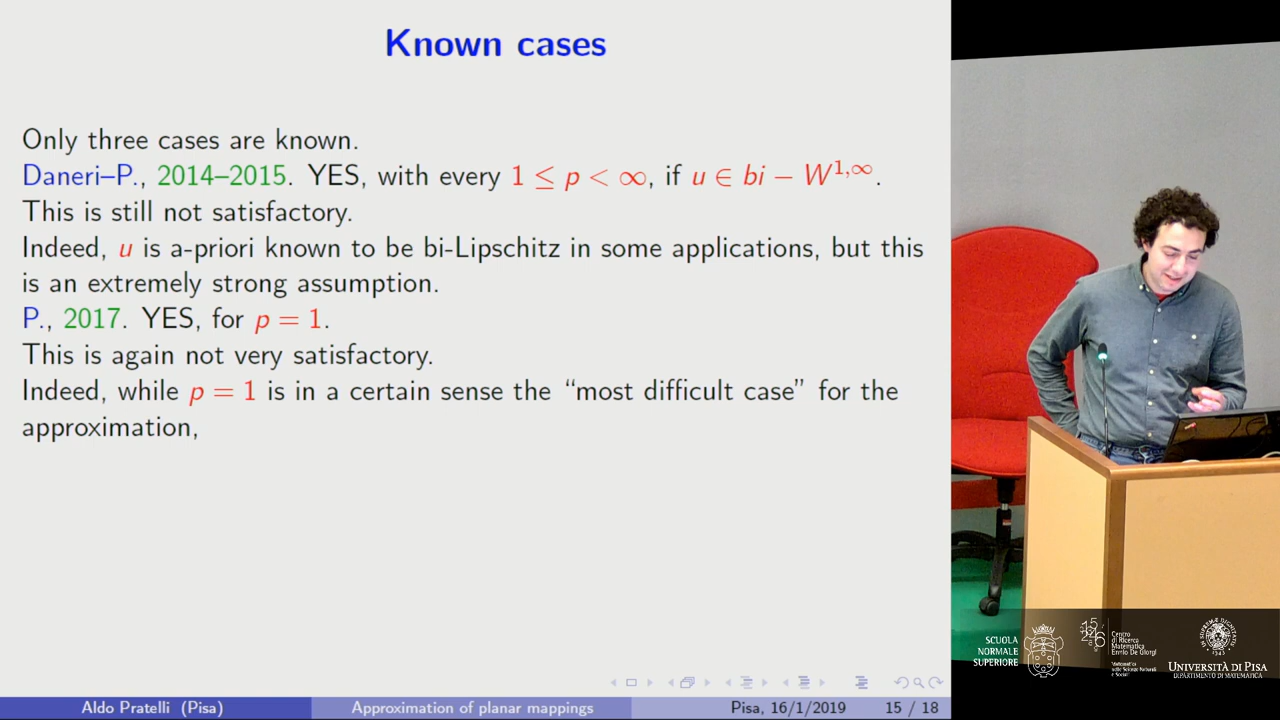 Known cases
Only three cases are known.
Daneri–P., 2014–2015. YES, with every 1 ≤ p < ∞, if u ∈ bi − W^{1,∞}.
This is still not satisfactory.
Indeed, u is a-priori known to be bi-Lipschitz in some applications, but this
is an extremely strong assumption.
P., 2017. YES, for p = 1.
This is again not very satisfactory.
Indeed, while p = 1 is in a certain sense the “most difficult case” for the
approximation,
Aldo Pratelli (Pisa)
Approximation of planar mappings
Pisa, 16/1/2019
15 / 18
SCUOLA
NORMALE
SUPERIORE
Centro
di Ricerca
Matematica
Ennio De Giorgi
UNIVERSITÀ DI PISA
DIPARTIMENTO DI MATEMATICA